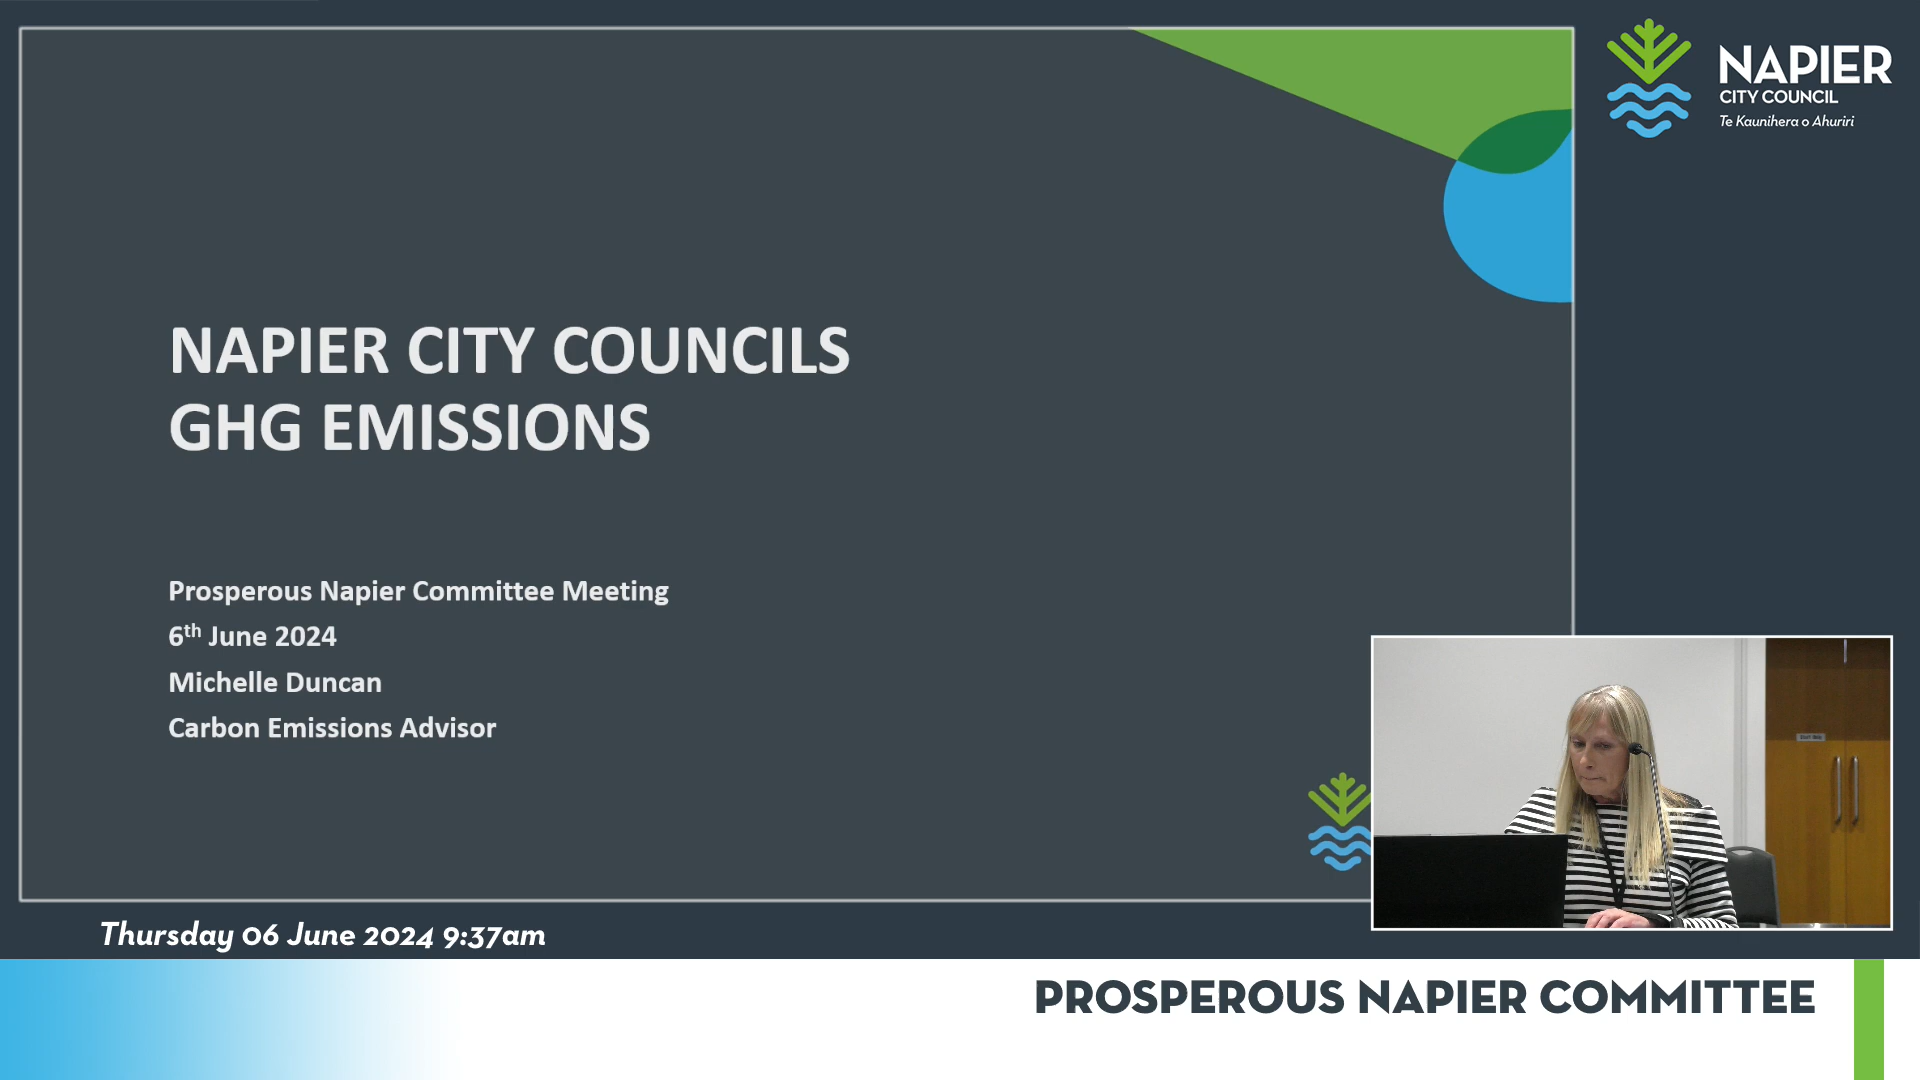 NAPIER
CITY COUNCIL
Te Kaunihera o Ahuriri
NAPIER CITY COUNCILS
GHG EMISSIONS
Prosperous Napier Committee Meeting
6th June 2024
Michelle Duncan
Carbon Emissions Advisor
Thursday 06 June 2024 9:37am
PROSPEROUS NAPIER COMMITTEE